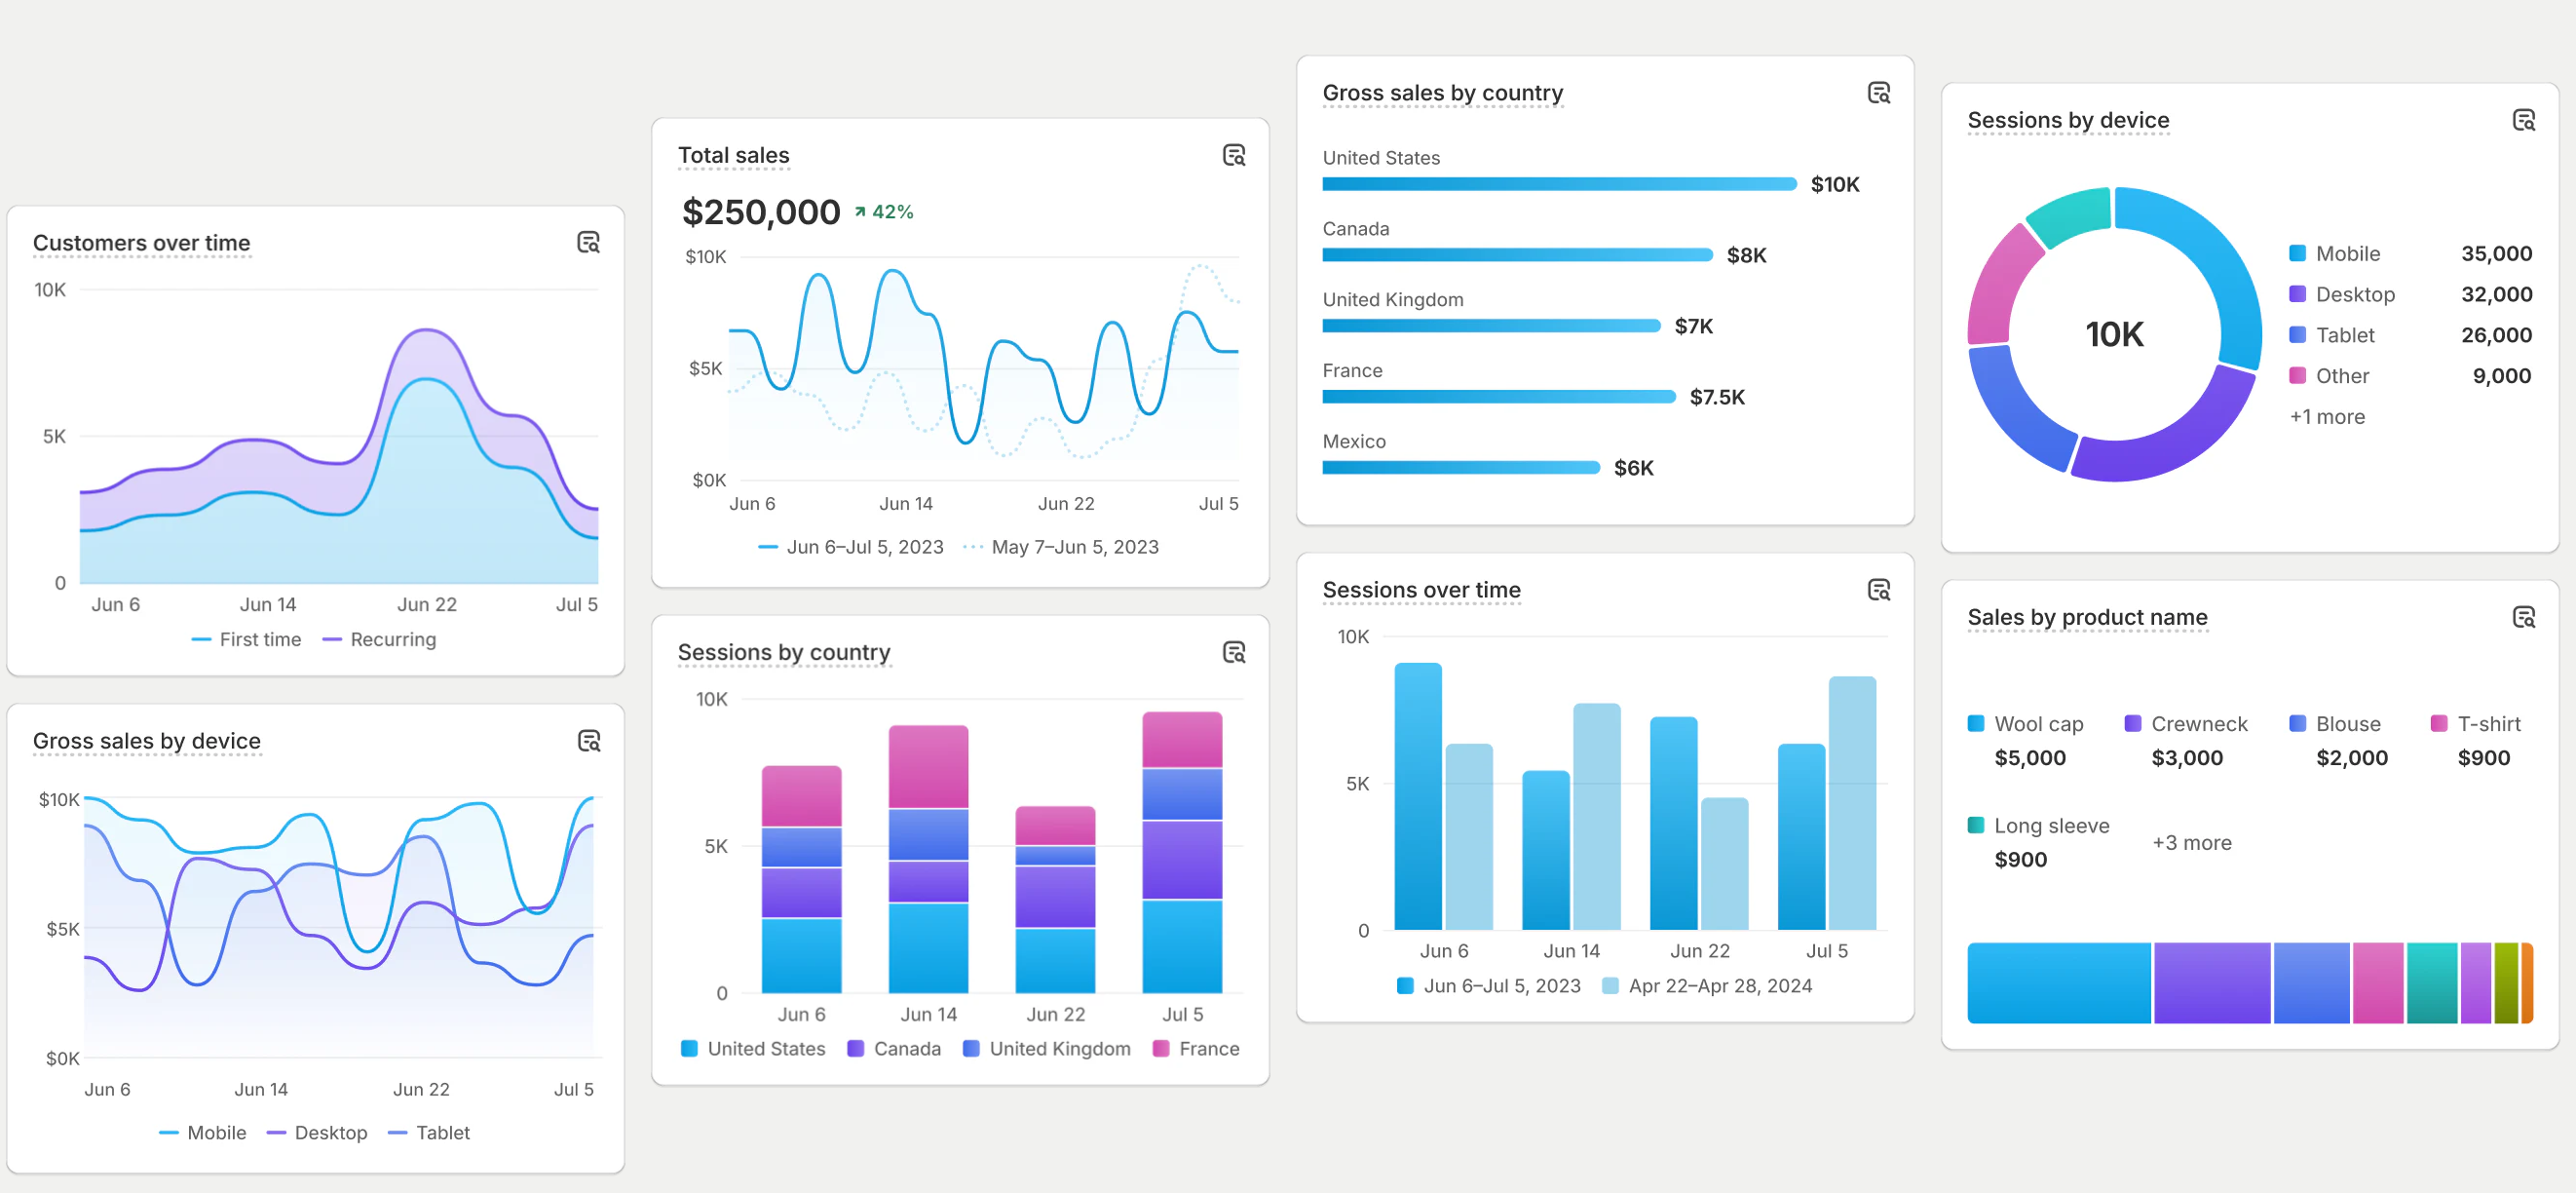 Customers over time
10K
5K
0
Jun 6 Jun 14 Jun 22 Jul 5
First time Recurring
Gross sales by device
$10K
$5K
$0K
Jun 6 Jun 14 Jun 22 Jul 5
Mobile Desktop Tablet
Total sales
$250,000 42%
$10K
$5K
$0K
Jun 6 Jun 14 Jun 22 Jul 5
Jun 6–Jul 5, 2023 May 7–Jun 5, 2023
Sessions by country
10K
5K
0
Jun 6 Jun 14 Jun 22 Jul 5
United States Canada United Kingdom France
Gross sales by country
United States
$10K
Canada
$8K
United Kingdom
$7K
France
$7.5K
Mexico
$6K
Sessions over time
10K
5K
0
Jun 6 Jun 14 Jun 22 Jul 5
Jun 6–Jul 5, 2023 Apr 22–Apr 28, 2024
Sessions by device
10K
Mobile 35,000
Desktop 32,000
Tablet 26,000
Other 9,000
+1 more
Sales by product name
Wool cap Crewneck Blouse T-shirt
$5,000 $3,000 $2,000 $900
Long sleeve
$900
+3 more